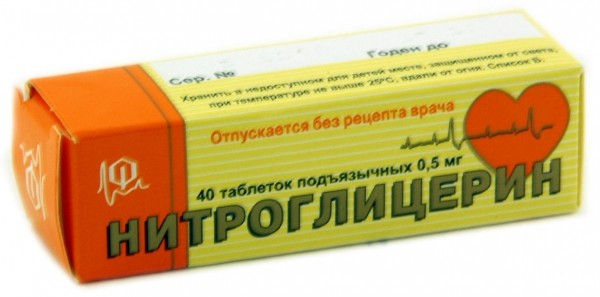 Сер. № Годен до
Хранить в недоступном для детей месте, защищенном от света,
при температуре не выше 25°С, вдали от огня. Список Б.
Отпускается без рецепта врача
40 таблеток подъязычных 0,5 мг
НИТРОГЛИЦЕРИН